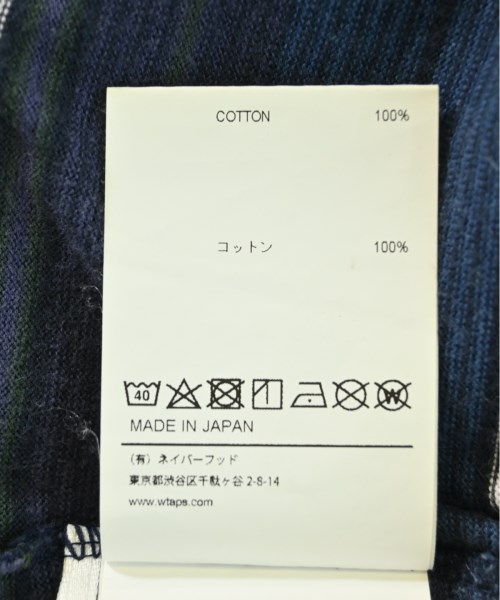 COTTON 100%
コットン 100%
40
W
MADE IN JAPAN
(有) ネイバーフッド
東京都渋谷区千駄ヶ谷 2-8-14
www.wtaps.com